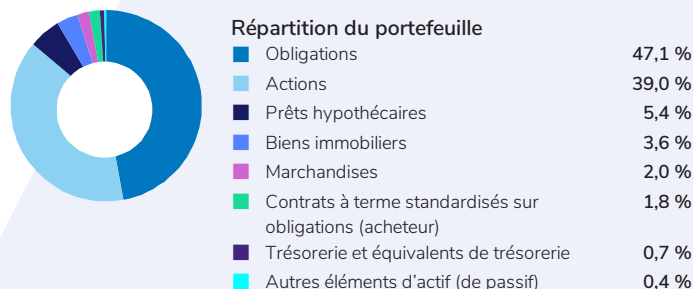 Répartition du portefeuille
Obligations 47,1 %
Actions 39,0 %
Prêts hypothécaires 5,4 %
Biens immobiliers 3,6 %
Marchandises 2,0 %
Contrats à terme standardisés sur 1,8 %
obligations (acheteur)
Trésorerie et équivalents de trésorerie 0,7 %
Autres éléments d’actif (de passif) 0,4 %